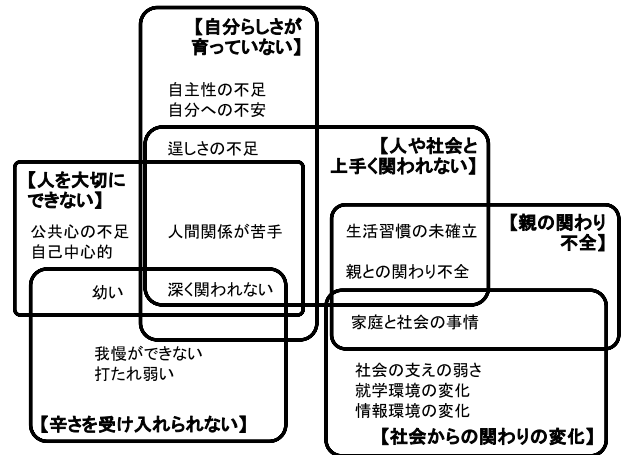 【自分らしさが
育っていない】
自主性の不足
自分への不安
逞しさの不足
【人や社会と
上手く関われない】
【人を大切に
できない】
公共心の不足
自己中心的
人間関係が苦手
生活習慣の未確立
【親の関わり
不全】
親との関わり不全
幼い
深く関われない
家庭と社会の事情
我慢ができない
打たれ弱い
社会の支えの弱さ
就学環境の変化
情報環境の変化
【辛さを受け入れられない】
【社会からの関わりの変化】